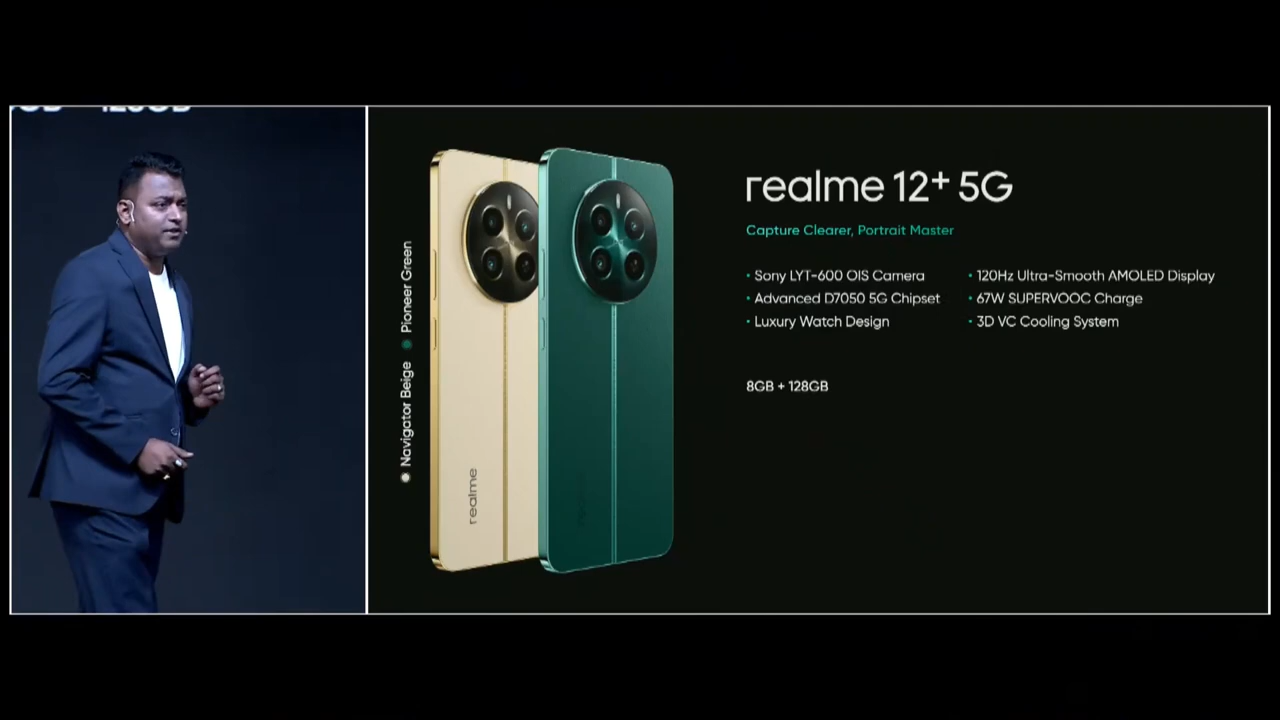 realme 12+ 5G
Capture Clearer, Portrait Master
• Sony LYT-600 OIS Camera
• Advanced D7050 5G Chipset
• Luxury Watch Design
• 120Hz Ultra-Smooth AMOLED Display
• 67W SUPERVOOC Charge
• 3D VC Cooling System
8GB + 128GB
Navigator Beige
Pioneer Green
realme